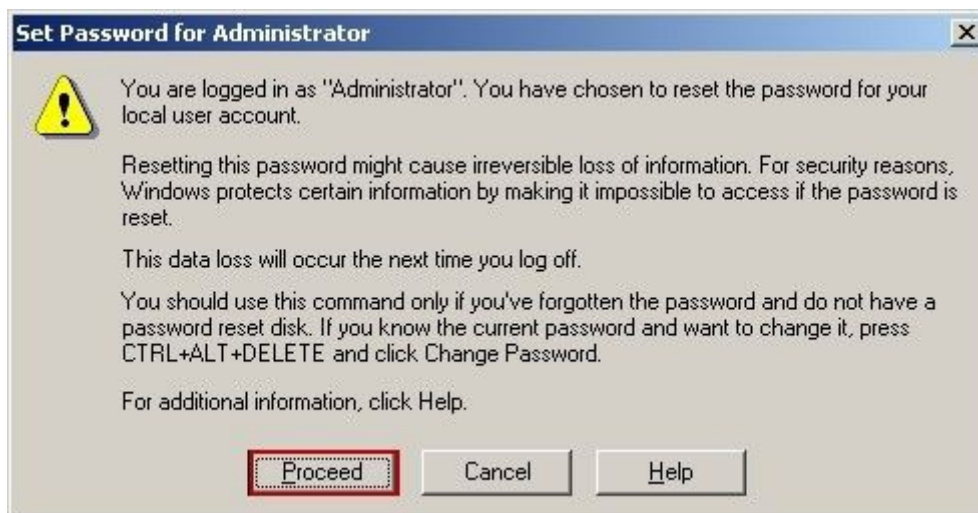 Set Password for Administrator
You are logged in as "Administrator". You have chosen to reset the password for your
local user account.
Resetting this password might cause irreversible loss of information. For security reasons,
Windows protects certain information by making it impossible to access if the password is
reset.
This data loss will occur the next time you log off.
You should use this command only if you've forgotten the password and do not have a
password reset disk. If you know the current password and want to change it, press
CTRL+ALT+DELETE and click Change Password.
For additional information, click Help.
Proceed Cancel Help